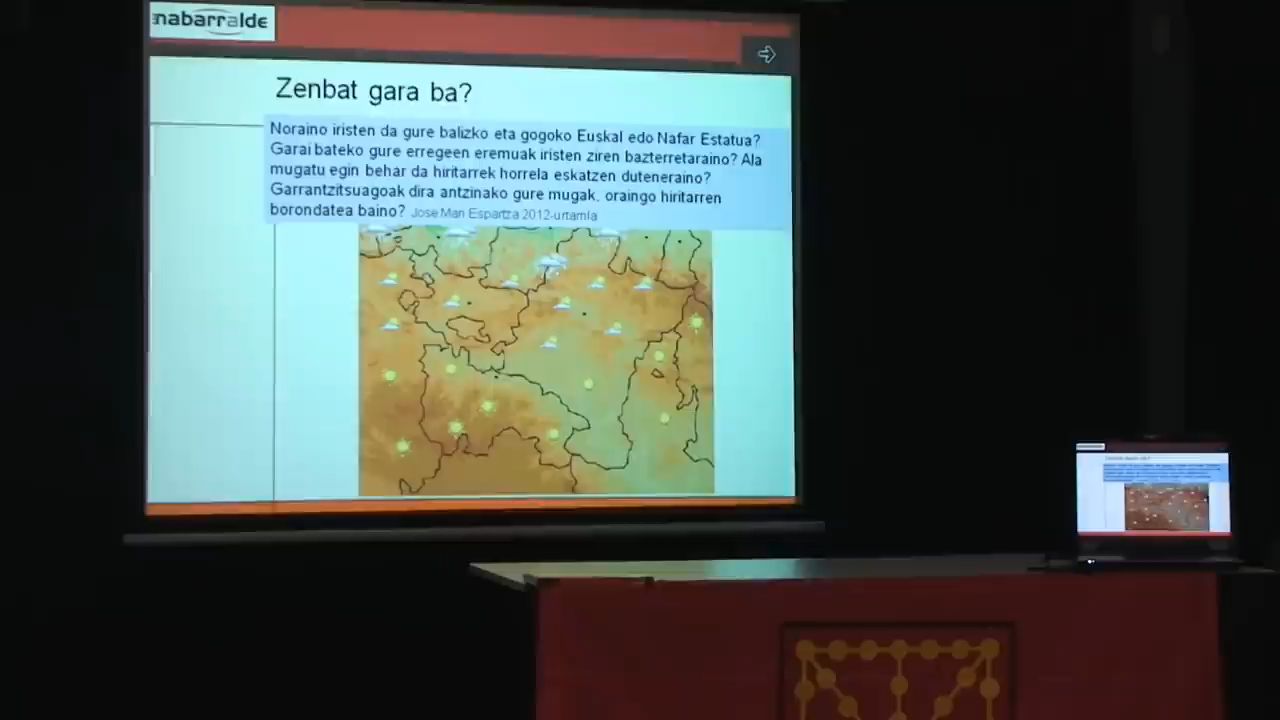 nabarralde
Zenbat gara ba?
Noraino iristen da gure balizko eta gogoko Euskal edo Nafar Estatua?
Garai bateko gure erregeen eremuak iristen ziren bazterretaraino? Ala
mugatu egin behar da hiritarrek horrela eskatzen duteneraino?
Garrantzitsuagoak dira antzinako gure mugak, oraingo hiritarren
borondatea baino? Jose Mari Espartza 2012-urtarrila